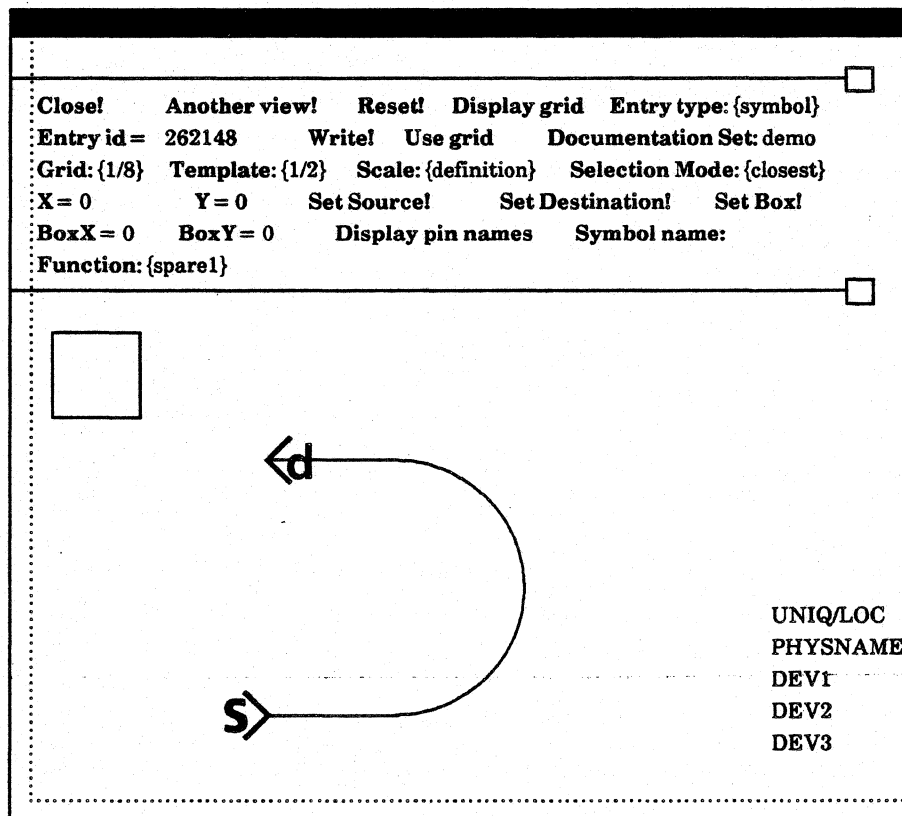 Close! Another view! Reset! Display grid Entry type: {symbol}
Entry id = 262148 Write! Use grid Documentation Set: demo
Grid: {1/8} Template: {1/2} Scale: {definition} Selection Mode: {closest}
X = 0 Y = 0 Set Source! Set Destination! Set Box!
BoxX = 0 BoxY = 0 Display pin names Symbol name:
Function: {spare1}
d
UNIQ/LOC
PHYSNAME
DEV1
S
DEV2
DEV3